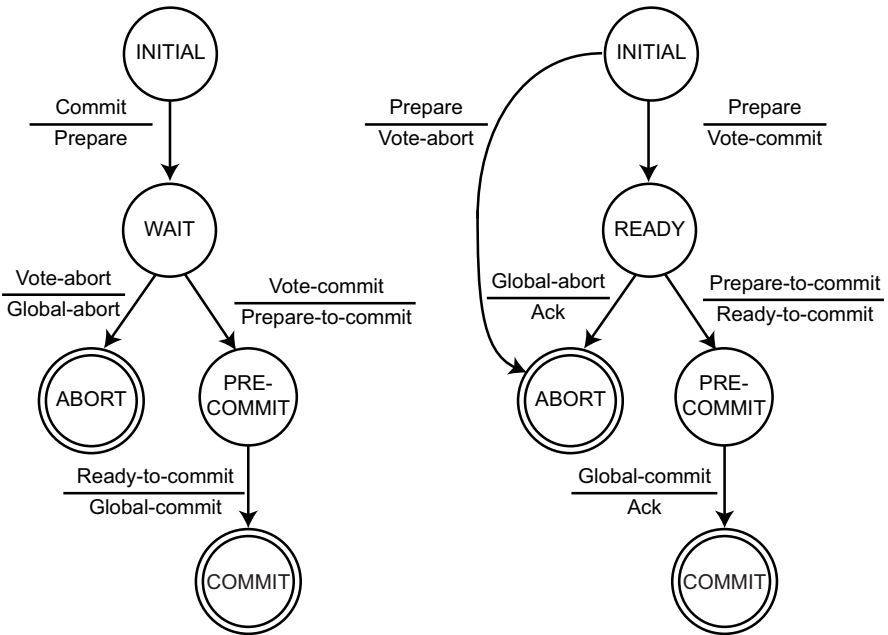 INITIAL
Commit
Prepare
WAIT
Vote-abort
Global-abort
Vote-commit
Prepare-to-commit
ABORT
PRE-
COMMIT
Ready-to-commit
Global-commit
COMMIT
INITIAL
Prepare
Vote-abort
Prepare
Vote-commit
READY
Global-abort
Ack
Prepare-to-commit
Ready-to-commit
ABORT
PRE-
COMMIT
Global-commit
Ack
COMMIT